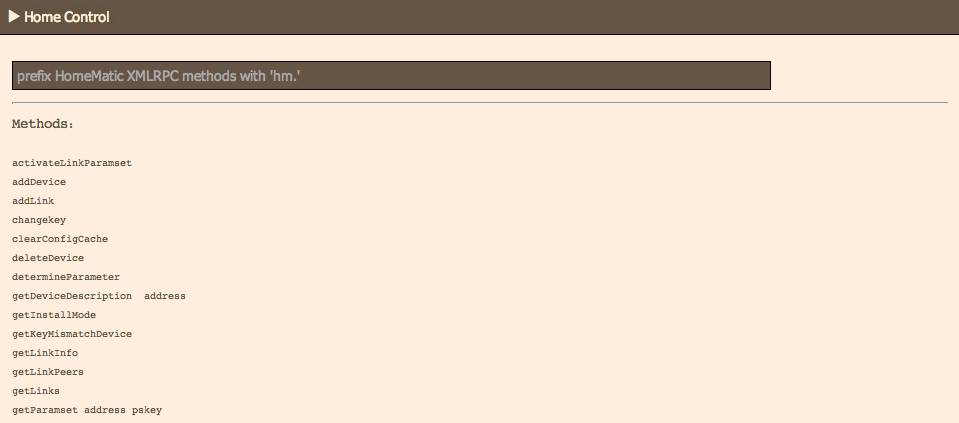 Home Control
prefix HomeMatic XMLRPC methods with 'hm.'
Methods:
activateLinkParamset
addDevice
addLink
changekey
clearConfigCache
deleteDevice
determineParameter
getDeviceDescription  address
getInstallMode
getKeyMismatchDevice
getLinkInfo
getLinkPeers
getLinks
getParamset address pskey